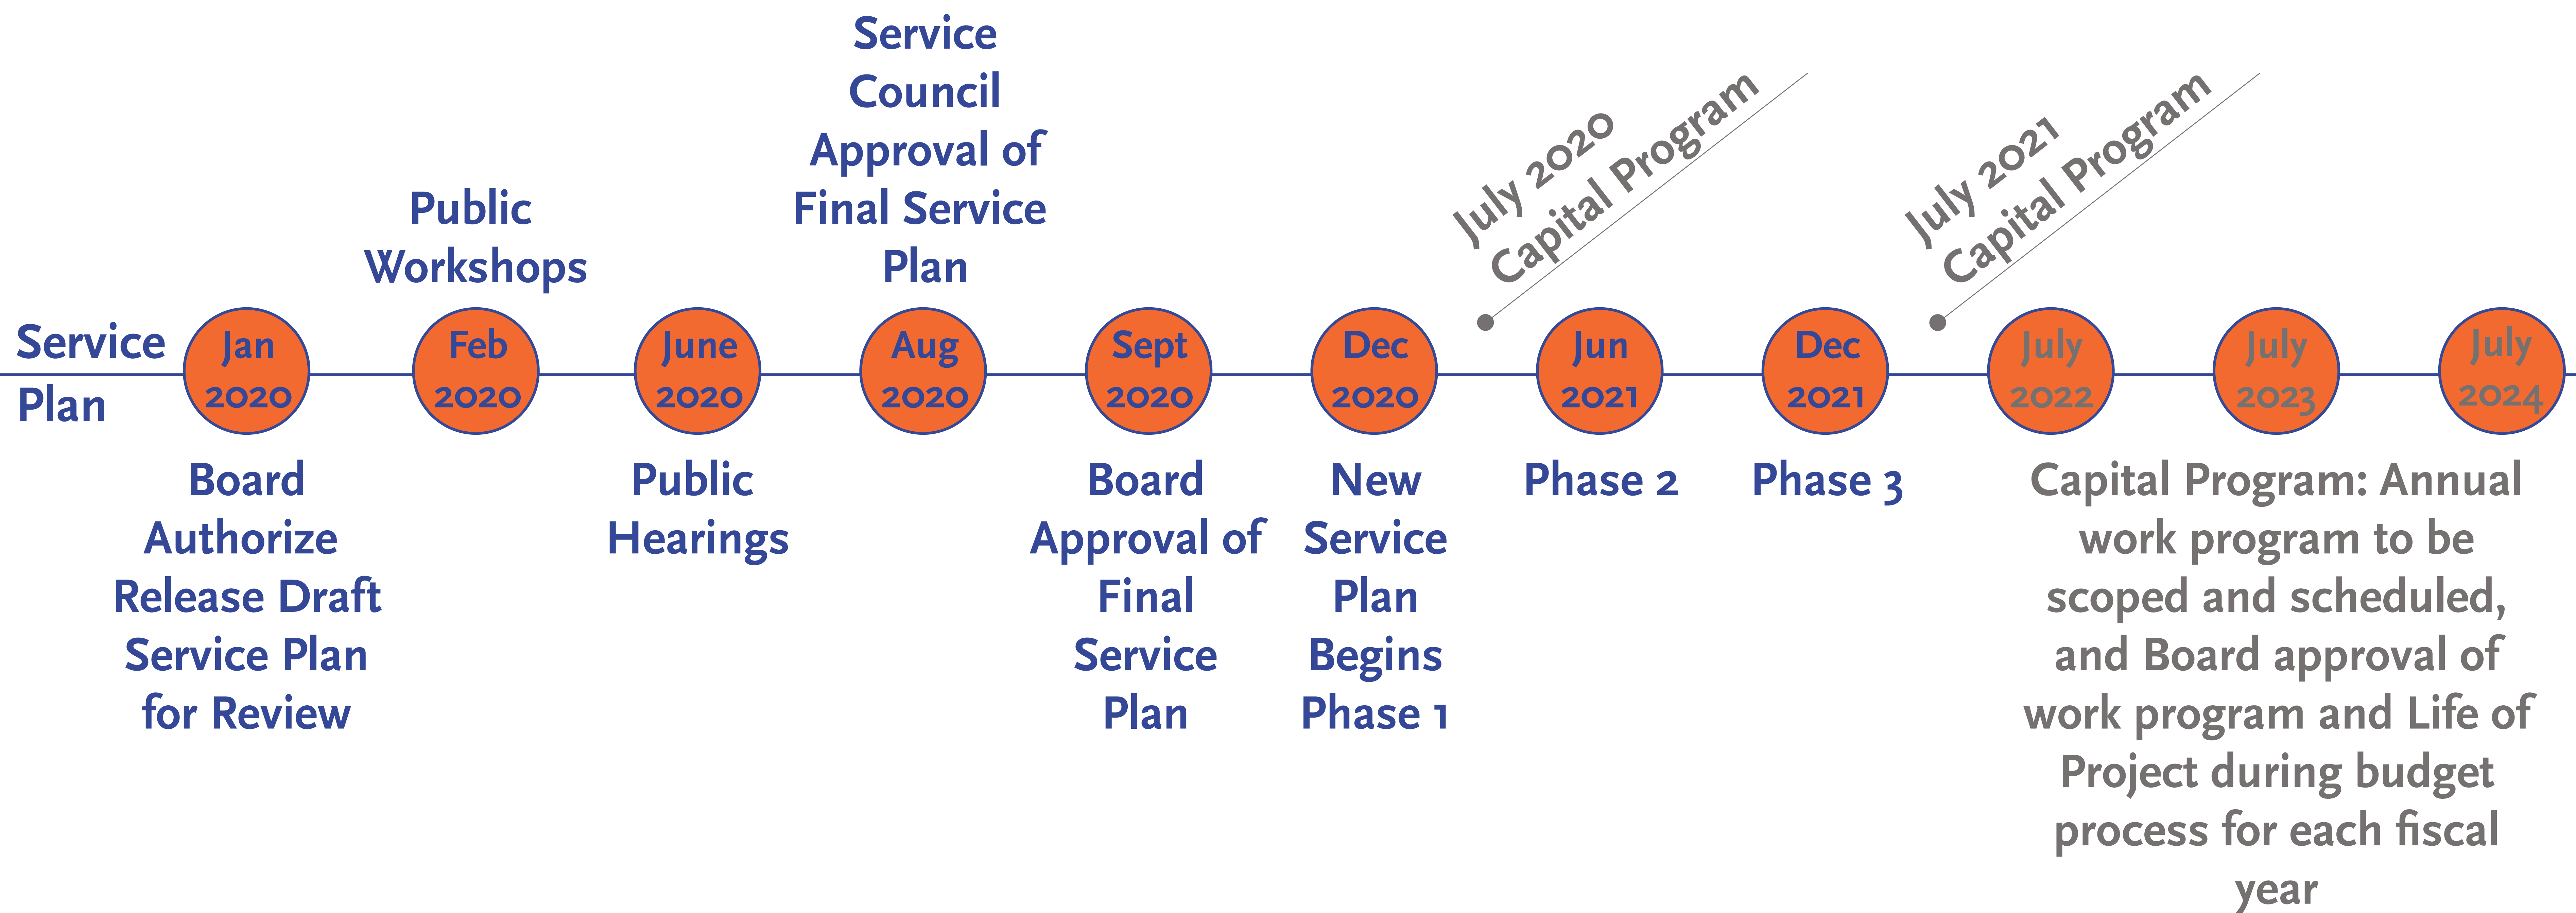 Service
Plan
Jan
2020
Board
Authorize
Release Draft
Service Plan
for Review
Public
Workshops
Feb
2020
June
2020
Public
Hearings
Service
Council
Approval of
Final Service
Plan
Aug
2020
Sept
2020
Board
Approval of
Final
Service
Plan
Dec
2020
New
Service
Plan
Begins
Phase 1
July 2020
Capital Program
Jun
2021
Phase 2
Dec
2021
Phase 3
July 2021
Capital Program
July
2022
July
2023
July
2024
Capital Program: Annual
work program to be
scoped and scheduled,
and Board approval of
work program and Life of
Project during budget
process for each fiscal
year